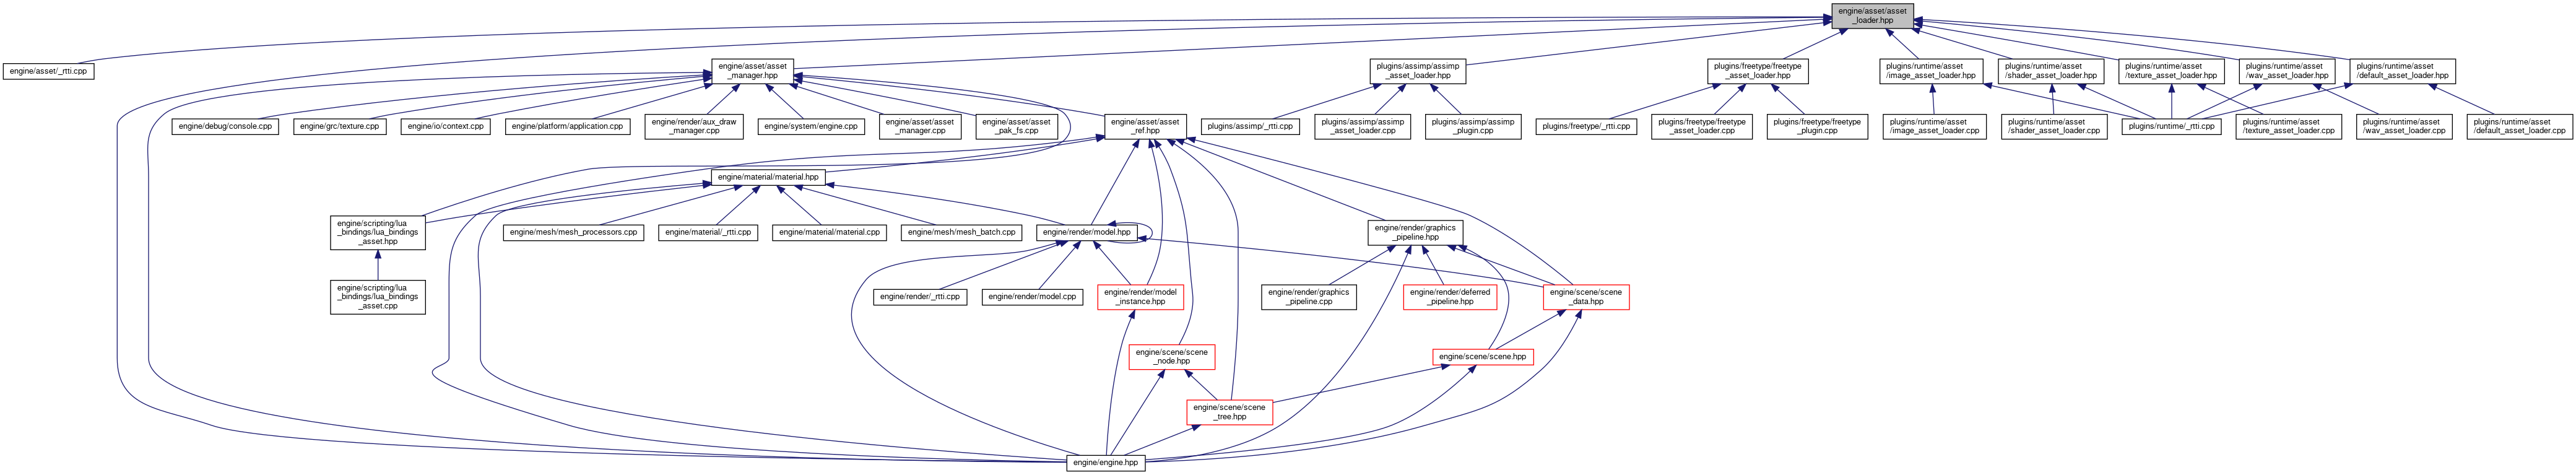 engine/asset/asset
_loader.hpp
engine/asset/_rtti.cpp
engine/asset/asset
_manager.hpp
plugins/assimp/assimp
_asset_loader.hpp
plugins/freetype/freetype
_asset_loader.hpp
plugins/runtime/asset
/image_asset_loader.hpp
plugins/runtime/asset
/shader_asset_loader.hpp
plugins/runtime/asset
/texture_asset_loader.hpp
plugins/runtime/asset
/wav_asset_loader.hpp
plugins/runtime/asset
/default_asset_loader.hpp
engine/debug/console.cpp
engine/grc/texture.cpp
engine/io/context.cpp
engine/platform/application.cpp
engine/render/aux_draw
_manager.cpp
engine/system/engine.cpp
engine/asset/asset
_manager.cpp
engine/asset/asset
_pak_fs.cpp
engine/asset/asset
_ref.hpp
plugins/assimp/_rtti.cpp
plugins/assimp/assimp
_asset_loader.cpp
plugins/assimp/assimp
_plugin.cpp
plugins/freetype/_rtti.cpp
plugins/freetype/freetype
_asset_loader.cpp
plugins/freetype/freetype
_plugin.cpp
plugins/runtime/asset
/image_asset_loader.cpp
plugins/runtime/asset
/shader_asset_loader.cpp
plugins/runtime/_rtti.cpp
plugins/runtime/asset
/texture_asset_loader.cpp
plugins/runtime/asset
/wav_asset_loader.cpp
plugins/runtime/asset
/default_asset_loader.cpp
engine/material/material.hpp
engine/scripting/lua
_bindings/lua_bindings
_asset.hpp
engine/mesh/mesh_processors.cpp
engine/material/_rtti.cpp
engine/material/material.cpp
engine/mesh/mesh_batch.cpp
engine/render/model.hpp
engine/render/graphics
_pipeline.hpp
engine/scripting/lua
_bindings/lua_bindings
_asset.cpp
engine/render/_rtti.cpp
engine/render/model.cpp
engine/render/model
_instance.hpp
engine/render/graphics
_pipeline.cpp
engine/render/deferred
_pipeline.hpp
engine/scene/scene
_data.hpp
engine/scene/scene
_node.hpp
engine/scene/scene.hpp
engine/scene/scene
_tree.hpp
engine/engine.hpp